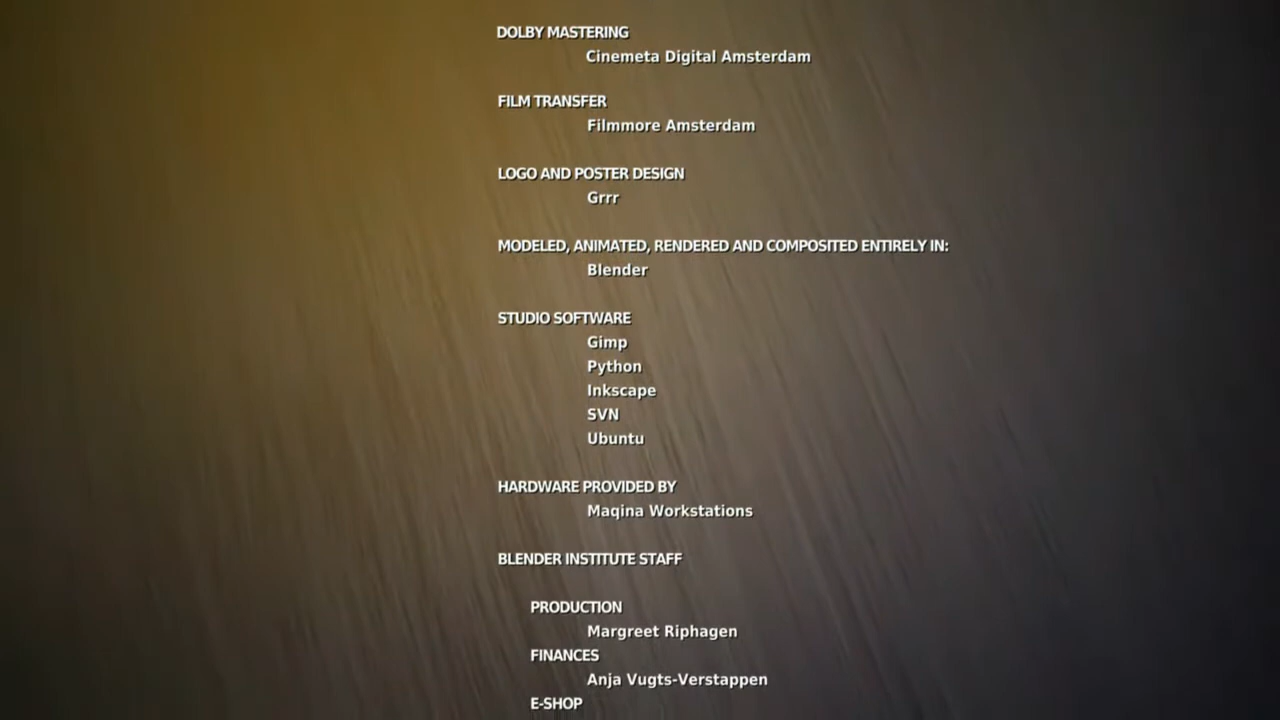 DOLBY MASTERING
Cinemeta Digital Amsterdam
FILM TRANSFER
Filmmore Amsterdam
LOGO AND POSTER DESIGN
Grrr
MODELED, ANIMATED, RENDERED AND COMPOSITED ENTIRELY IN:
Blender
STUDIO SOFTWARE
Gimp
Python
Inkscape
SVN
Ubuntu
HARDWARE PROVIDED BY
Maqina Workstations
BLENDER INSTITUTE STAFF
PRODUCTION
Margreet Riphagen
FINANCES
Anja Vugts-Verstappen
E-SHOP